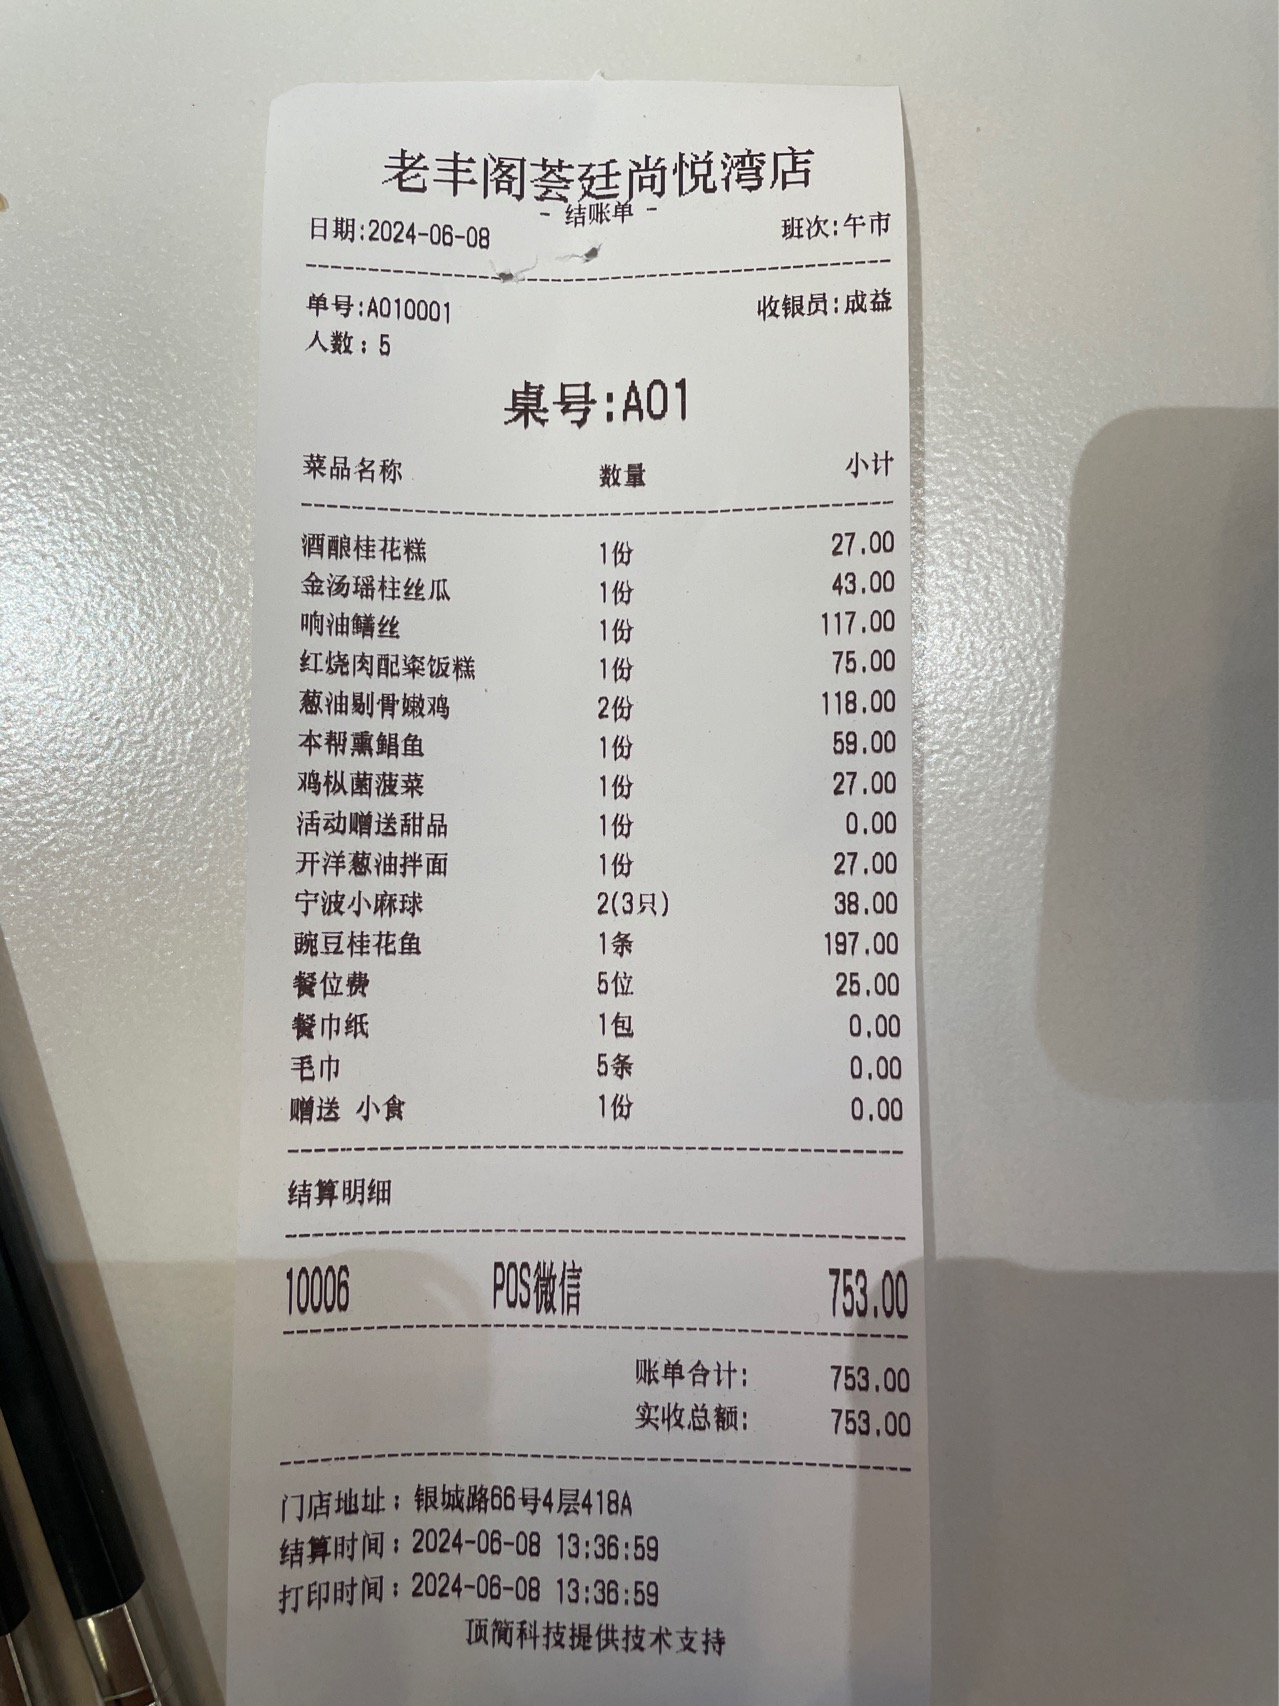 老丰阁荟廷尚悦湾店
- 结账单 -
日期:2024-06-08 班次:午市
单号:A010001 收银员:成益
人数:5
桌号:A01
菜品名称 数量 小计
酒酿桂花糕 1份 27.00
金汤瑶柱丝瓜 1份 43.00
响油鳝丝 1份 117.00
红烧肉配粢饭糕 1份 75.00
葱油剔骨嫩鸡 2份 118.00
本帮熏鲳鱼 1份 59.00
鸡枞菌菠菜 1份 27.00
活动赠送甜品 1份 0.00
开洋葱油拌面 1份 27.00
宁波小麻球 2(3只) 38.00
豌豆桂花鱼 1条 197.00
餐位费 5位 25.00
餐巾纸 1包 0.00
毛巾 5条 0.00
赠送 小食 1份 0.00
结算明细
10006 POS微信 753.00
账单合计: 753.00
实收总额: 753.00
门店地址:银城路66号4层418A
结算时间:2024-06-08 13:36:59
打印时间:2024-06-08 13:36:59
顶简科技提供技术支持